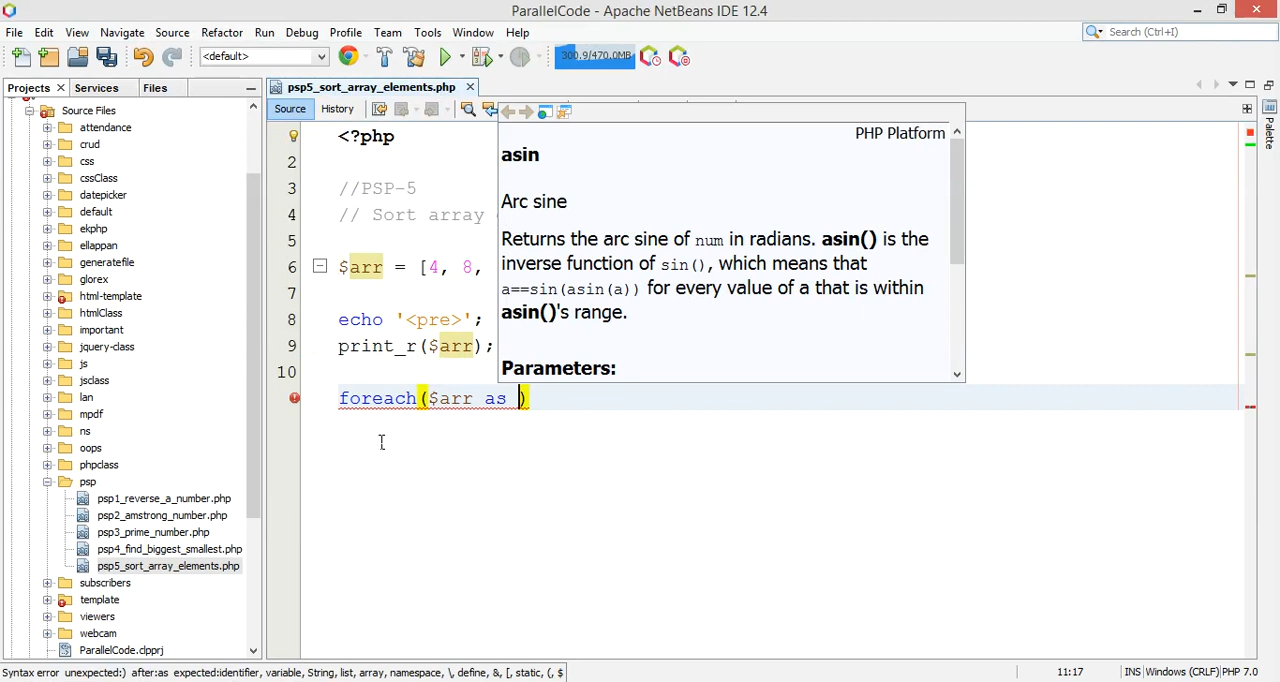 ParallelCode - Apache NetBeans IDE 12.4
File Edit View Navigate Source Refactor Run Debug Profile Team Tools Window Help
Search (Ctrl+I)
<default>
300.9/470.0MB
Projects Services Files
psp5_sort_array_elements.php
Source History
Palette
Source Files
attendance
crud
css
cssClass
datepicker
default
ekphp
ellappan
generatefile
glorex
html-template
htmlClass
important
jquery-class
js
jsclass
lan
mpdf
ns
oops
phpclass
psp
psp1_reverse_a_number.php
psp2_amstrong_number.php
psp3_prime_number.php
psp4_find_biggest_smallest.php
psp5_sort_array_elements.php
subscribers
template
viewers
webcam
ParallelCode.clpprj
<?php
2
3 //PSP-5
4 // Sort array
5
6 $arr = [4, 8,
7
8 echo '<pre>';
9 print_r($arr);
10
foreach($arr as )
PHP Platform
asin
Arc sine
Returns the arc sine of num in radians. asin() is the
inverse function of sin(), which means that
a==sin(asin(a)) for every value of a that is within
asin()'s range.
Parameters:
Syntax error unexpected:) after:as expected:identifier, variable, String, list, array, namespace, \, define, &, [, static, (, $
11:17 INS Windows (CRLF) PHP 7.0